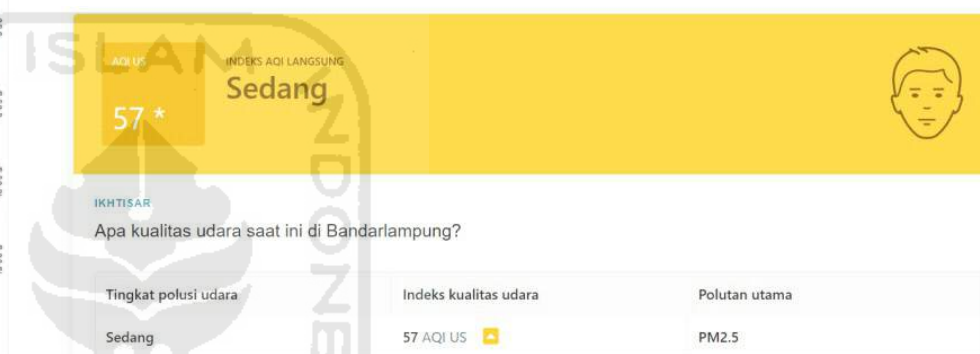 AQI US
INDEKS AQI LANGSUNG
Sedang
57 *
IKHTISAR
Apa kualitas udara saat ini di Bandarlampung?
Tingkat polusi udara Indeks kualitas udara Polutan utama
Sedang 57 AQI US PM2.5
ISLAM
INDONE